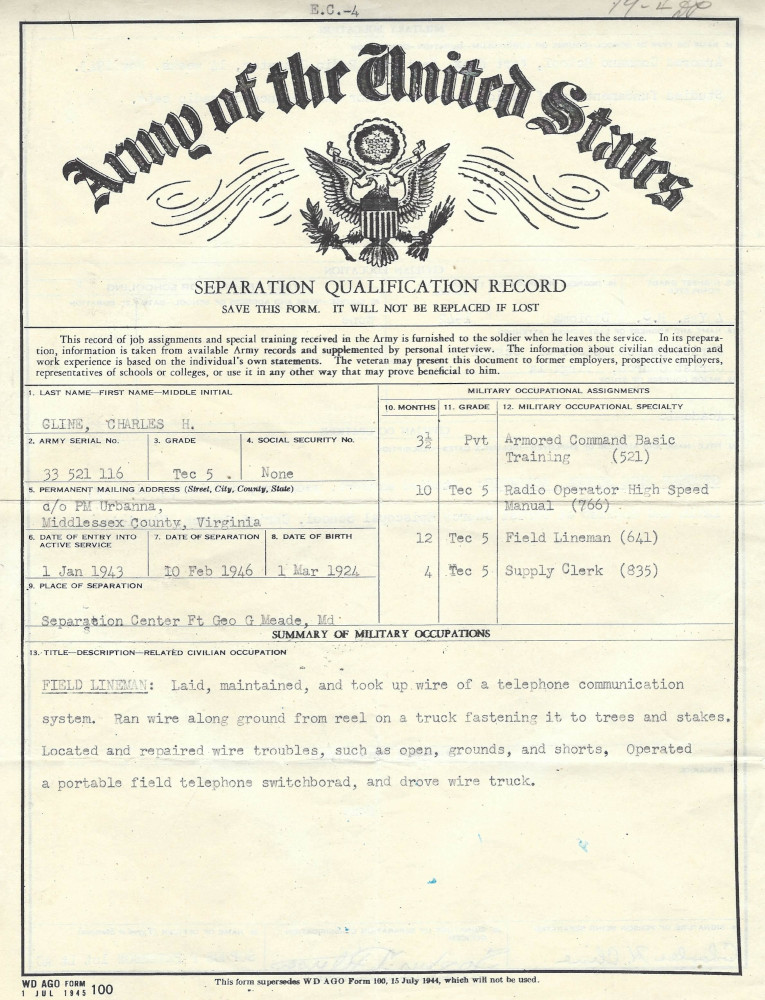 E.C.-4
Army of the United States
SEPARATION QUALIFICATION RECORD
SAVE THIS FORM. IT WILL NOT BE REPLACED IF LOST
This record of job assignments and special training received in the Army is furnished to the soldier when he leaves the service. In its prepara-
tion, information is taken from available Army records and supplemented by personal interview. The information about civilian education and
work experience is based on the individual's own statements. The veteran may present this document to former employers, prospective employers,
representatives of schools or colleges, or use it in any other way that may prove beneficial to him.
1. LAST NAME—FIRST NAME—MIDDLE INITIAL
CLINE, CHARLES H.
2. ARMY SERIAL No. 3. GRADE 4. SOCIAL SECURITY No.
33 521 116 Tec 5 . None
5. PERMANENT MAILING ADDRESS (Street, City, County, State)
c/o PM Urbanna,
Middlessex County, Virginia
6. DATE OF ENTRY INTO ACTIVE SERVICE 7. DATE OF SEPARATION 8. DATE OF BIRTH
1 Jan 1943 10 Feb 1946 1 Mar 1924
9. PLACE OF SEPARATION
Separation Center Ft Geo G Meade, Md
MILITARY OCCUPATIONAL ASSIGNMENTS
10. MONTHS 11. GRADE 12. MILITARY OCCUPATIONAL SPECIALTY
3½ Pvt Armored Command Basic
Training (521)
10 Tec 5 Radio Operator High Speed
Manual (766)
12 Tec 5 Field Lineman (641)
4 Tec 5 Supply Clerk (835)
SUMMARY OF MILITARY OCCUPATIONS
13. TITLE—DESCRIPTION—RELATED CIVILIAN OCCUPATION
FIELD LINEMAN: Laid, maintained, and took up wire of a telephone communication
system. Ran wire along ground from reel on a truck fastening it to trees and stakes.
Located and repaired wire troubles, such as open, grounds, and shorts, Operated
a portable field telephone switchborad, and drove wire truck.
WD AGO FORM 100
1 JUL 1945
This form supersedes WD AGO Form 100, 15 July 1944, which will not be used.